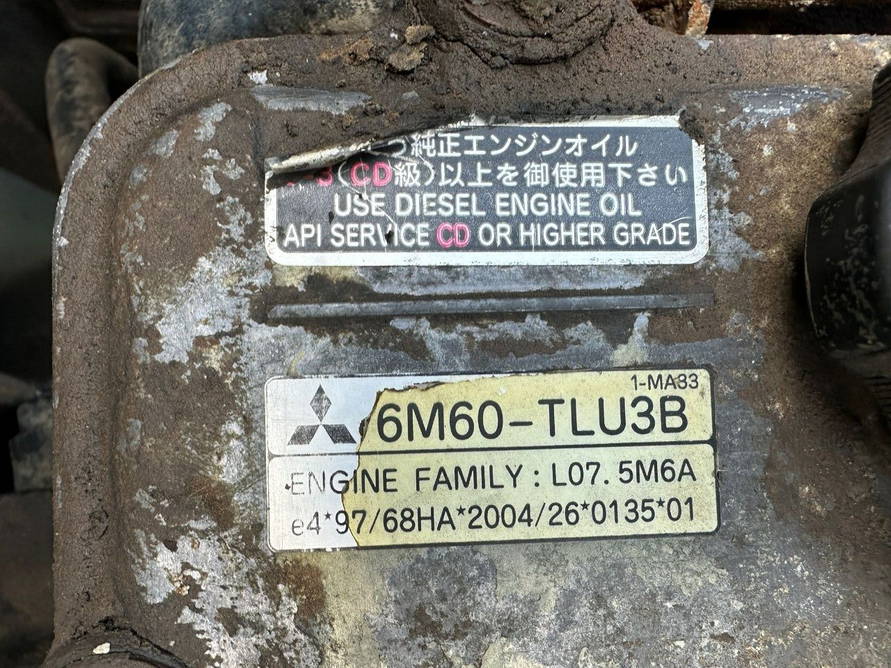 う純正エンジンオイル
3(CD級)以上を御使用下さい
USE DIESEL ENGINE OIL
API SERVICE CD OR HIGHER GRADE
1-MA33
6M60-TLU3B
ENGINE FAMILY : L07.5M6A
e4*97/68HA*2004/26*0135*01